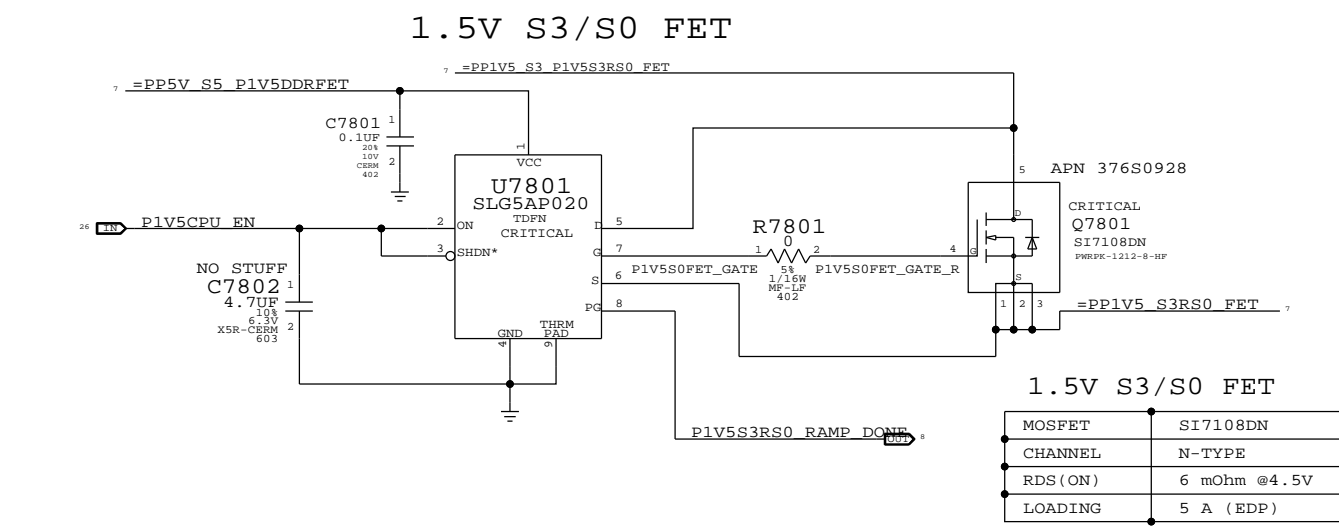 1.5V S3/S0 FET
7 =PP1V5_S3_P1V5S3RS0_FET
7 =PP5V_S5_P1V5DDRFET
C7801 1
0.1UF
20%
10V
CERM
402
2
1
VCC
U7801
SLG5AP020
TDFN
CRITICAL
26 IN P1V5CPU_EN
2 ON
3 SHDN*
D 5
G 7
S 6
PG 8
GND
4
THRM
PAD
9
NO STUFF
C7802 1
4.7UF
10%
6.3V
X5R-CERM
603
2
P1V5S0FET_GATE
R7801
0
1 2
5%
1/16W
MF-LF
402
P1V5S0FET_GATE_R
5 APN 376S0928
D
4 G
S
CRITICAL
Q7801
SI7108DN
PWRPK-1212-8-HF
1 2 3
=PP1V5_S3RS0_FET 7
P1V5S3RS0_RAMP_DONE OUT 8
1.5V S3/S0 FET
MOSFET SI7108DN
CHANNEL N-TYPE
RDS(ON) 6 mOhm @4.5V
LOADING 5 A (EDP)